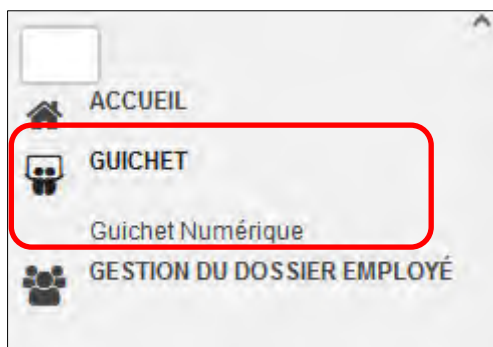 ACCUEIL
GUICHET
Guichet Numérique
GESTION DU DOSSIER EMPLOYÉ